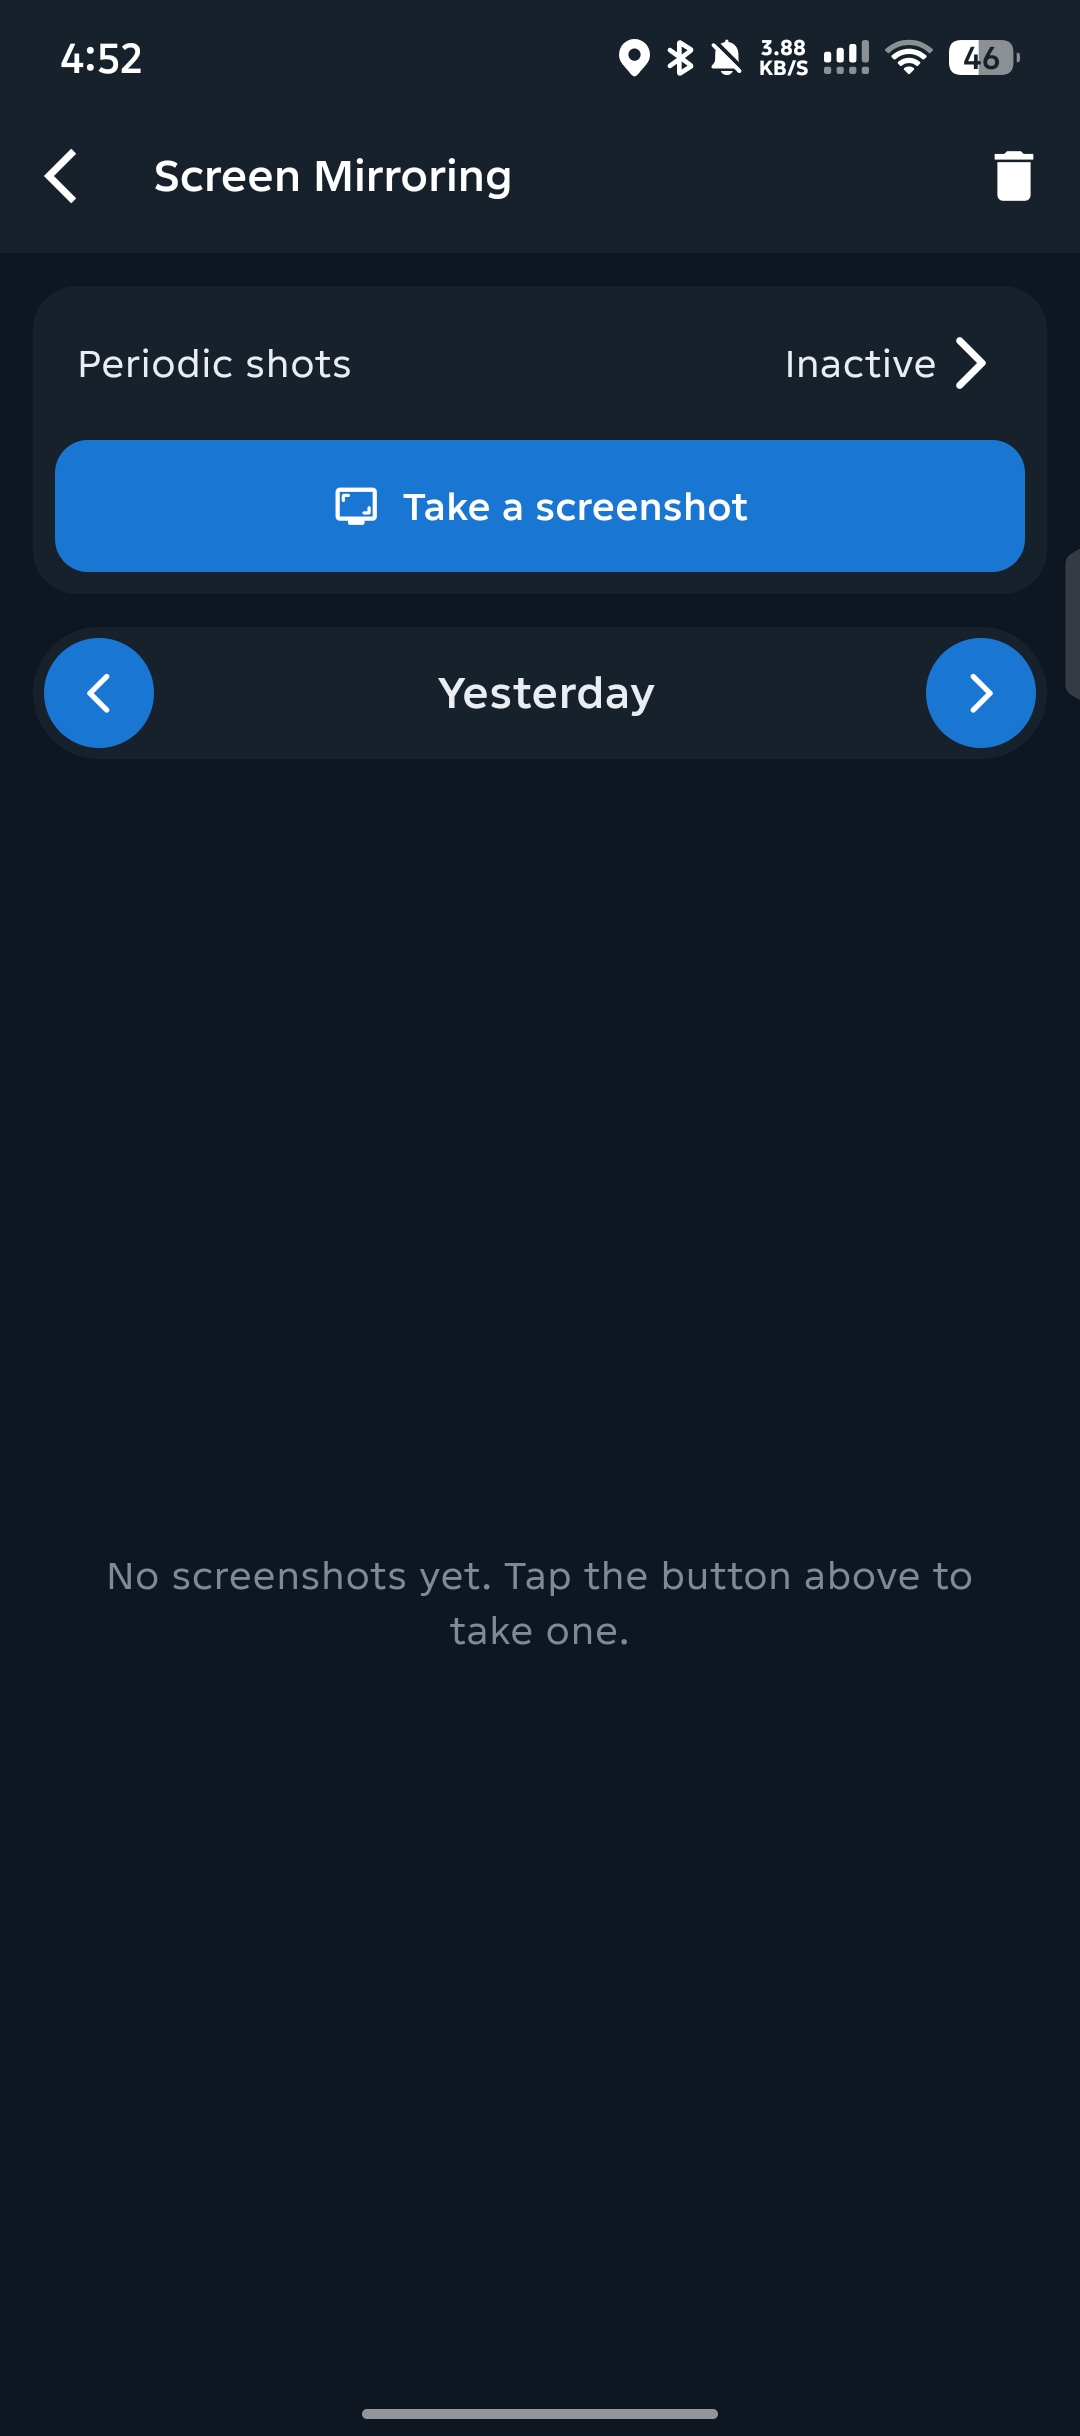 4:52
3.88
KB/S
46
Screen Mirroring
Periodic shots
Inactive
Take a screenshot
Yesterday
No screenshots yet. Tap the button above to
take one.